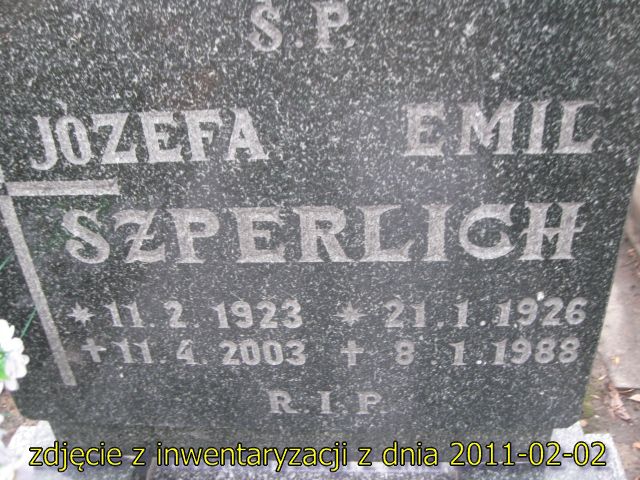 Ś.P.
JÓZEFA EMIL
SZPERLICH
* 11. 2. 1923 * 21. 1. 1926
✝ 11. 4. 2003 ✝ 8. 1. 1988
R.I.P.
zdjęcie z inwentaryzacji z dnia 2011-02-02